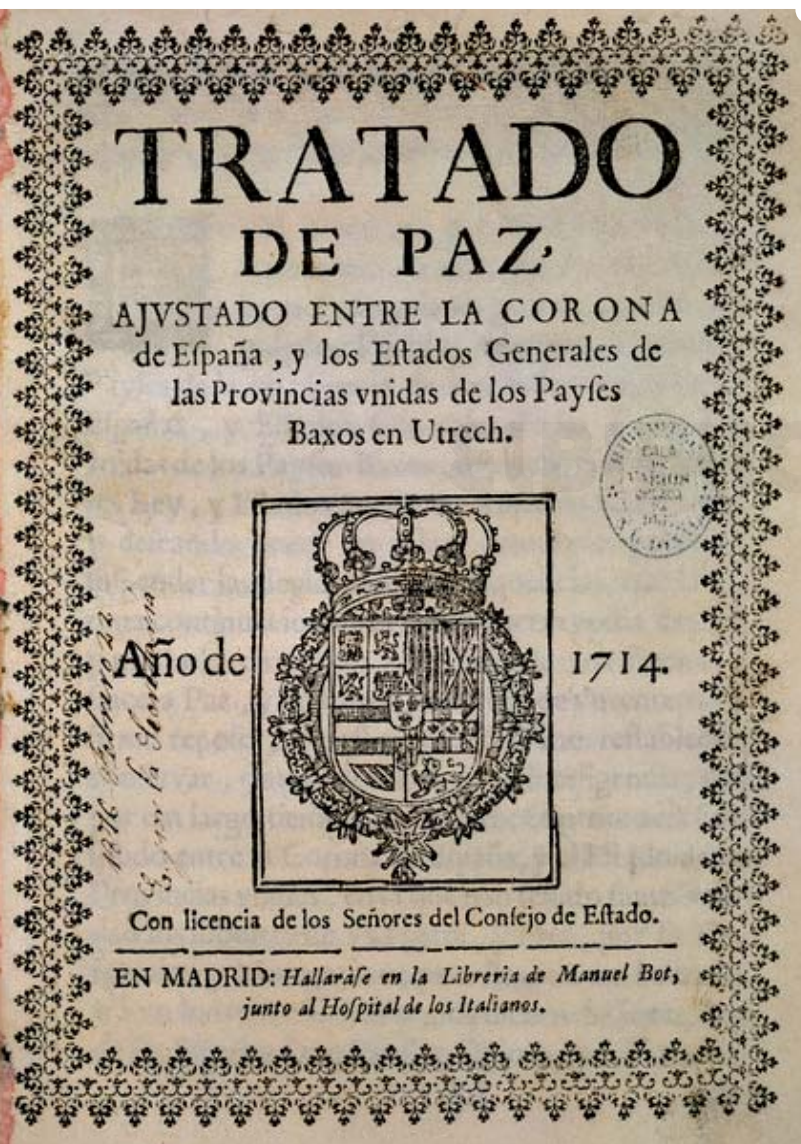 TRATADO
DE PAZ,
AJVSTADO ENTRE LA CORONA
de Eſpaña, y los Eſtados Generales de
las Provincias vnidas de los Payſes
Baxos en Utrech.
Año de 1714.
Con licencia de los Señores del Conſejo de Eſtado.
EN MADRID: Hallaràſe en la Libreria de Manuel Bot,
junto al Hoſpital de los Italianos.